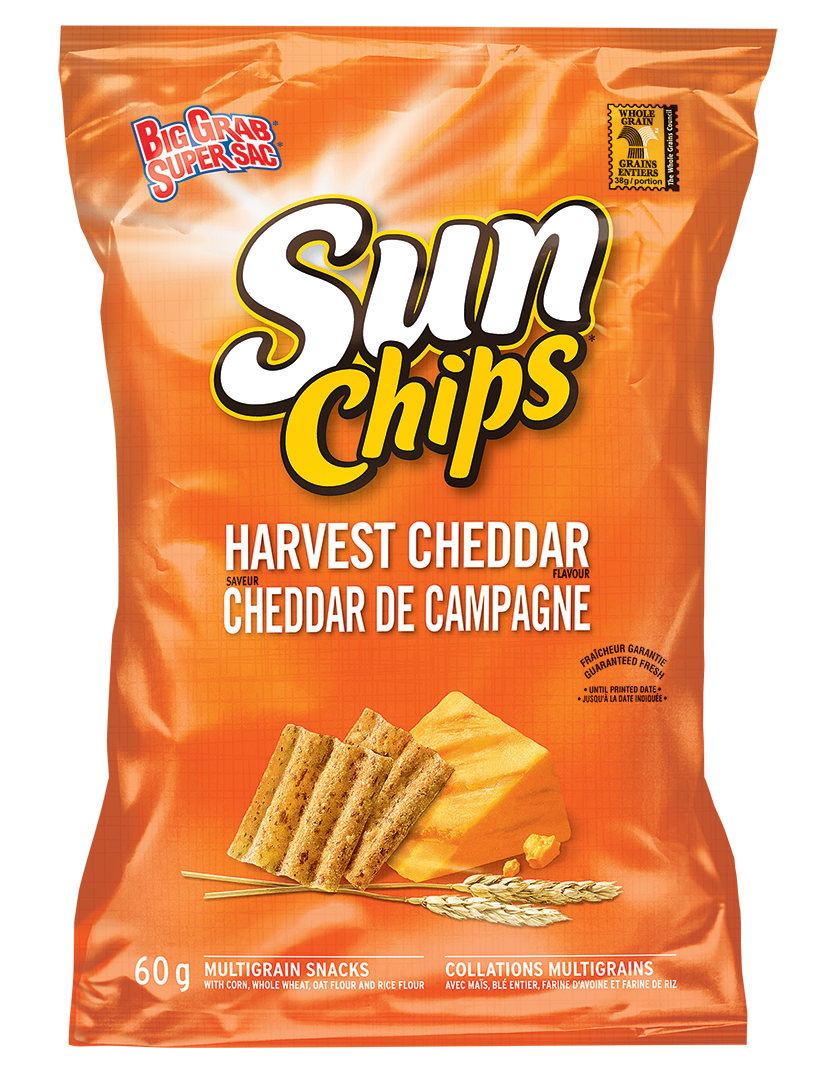 BIG GRAB®
SUPER SAC®
WHOLE
GRAIN
GRAINS
ENTIERS
38g / portion
The Whole Grains Council
Sun
Chips*
HARVEST CHEDDAR
SAVEUR FLAVOUR
CHEDDAR DE CAMPAGNE
FRAÎCHEUR GARANTIE
GUARANTEED FRESH
• UNTIL PRINTED DATE •
• JUSQU'À LA DATE INDIQUÉE •
60 g
MULTIGRAIN SNACKS
WITH CORN, WHOLE WHEAT, OAT FLOUR AND RICE FLOUR
COLLATIONS MULTIGRAINS
AVEC MAÏS, BLÉ ENTIER, FARINE D'AVOINE ET FARINE DE RIZ